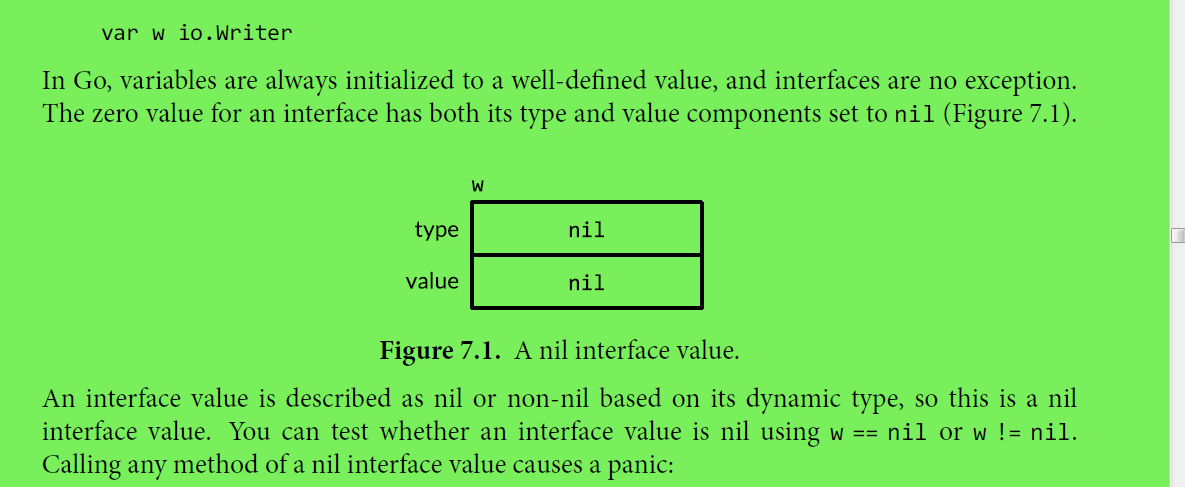 var w io.Writer
In Go, variables are always initialized to a well-defined value, and interfaces are no exception.
The zero value for an interface has both its type and value components set to nil (Figure 7.1).
w
type nil
value nil
Figure 7.1. A nil interface value.
An interface value is described as nil or non-nil based on its dynamic type, so this is a nil
interface value. You can test whether an interface value is nil using w == nil or w != nil.
Calling any method of a nil interface value causes a panic: